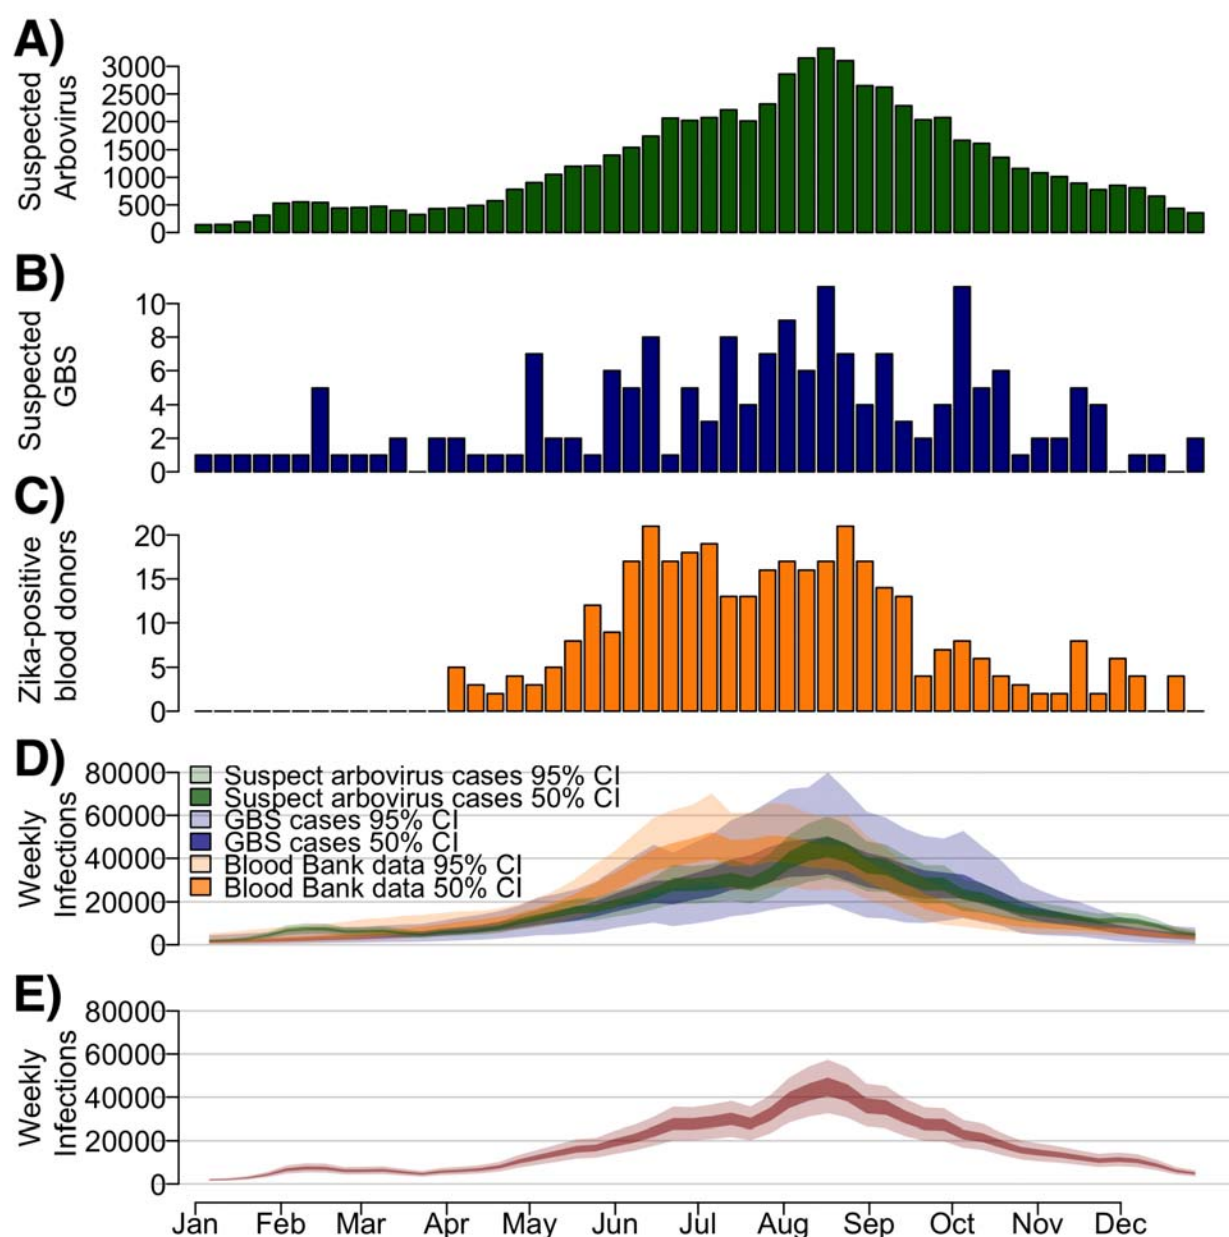 A)
Suspected
Arbovirus
3000
2500
2000
1500
1000
500
0
B)
Suspected
GBS
10
8
6
4
2
0
C)
Zika-positive
blood donors
20
15
10
5
0
D)
Weekly
Infections
80000
60000
40000
20000
0
Suspect arbovirus cases 95% CI
Suspect arbovirus cases 50% CI
GBS cases 95% CI
GBS cases 50% CI
Blood Bank data 95% CI
Blood Bank data 50% CI
E)
Weekly
Infections
80000
60000
40000
20000
0
Jan Feb Mar Apr May Jun Jul Aug Sep Oct Nov Dec